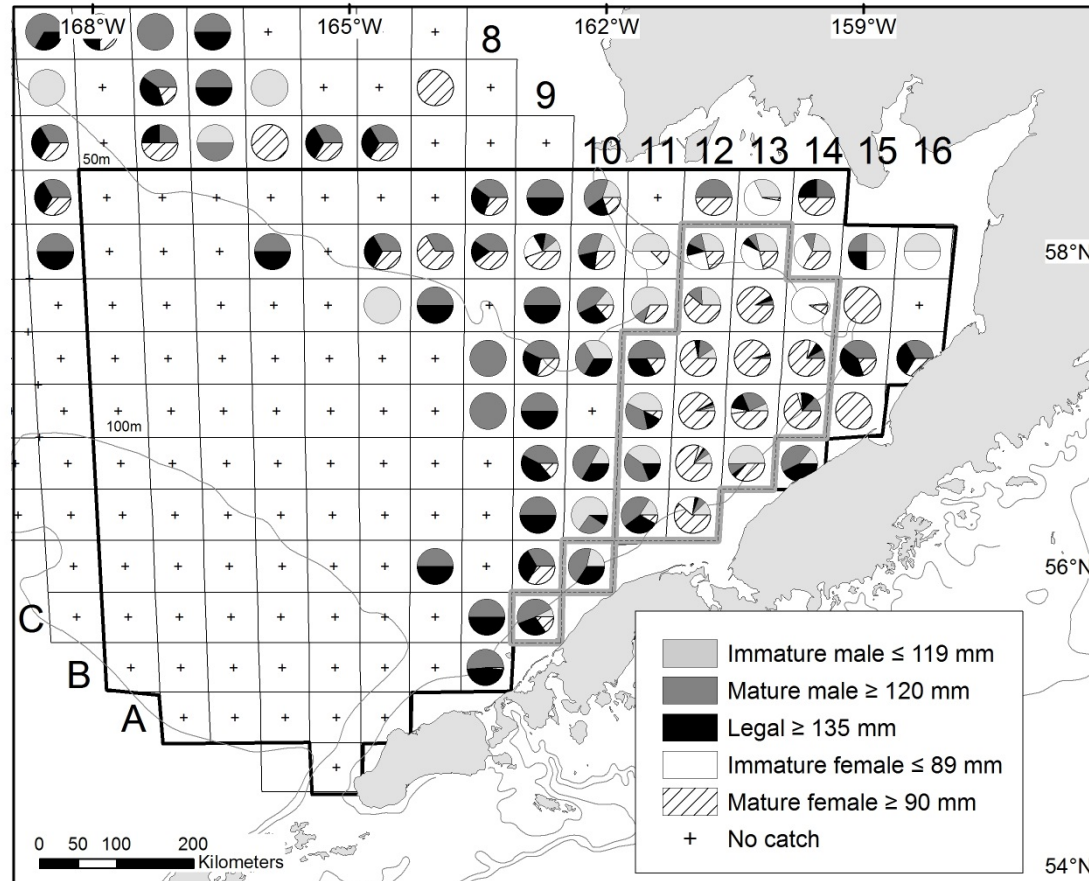 168°W
165°W
162°W
159°W
8
9
10 11 12 13 14 15 16
50m
58°N
100m
56°N
C
B
A
Immature male ≤ 119 mm
Mature male ≥ 120 mm
Legal ≥ 135 mm
Immature female ≤ 89 mm
Mature female ≥ 90 mm
+ No catch
0 50 100 200
Kilometers
54°N